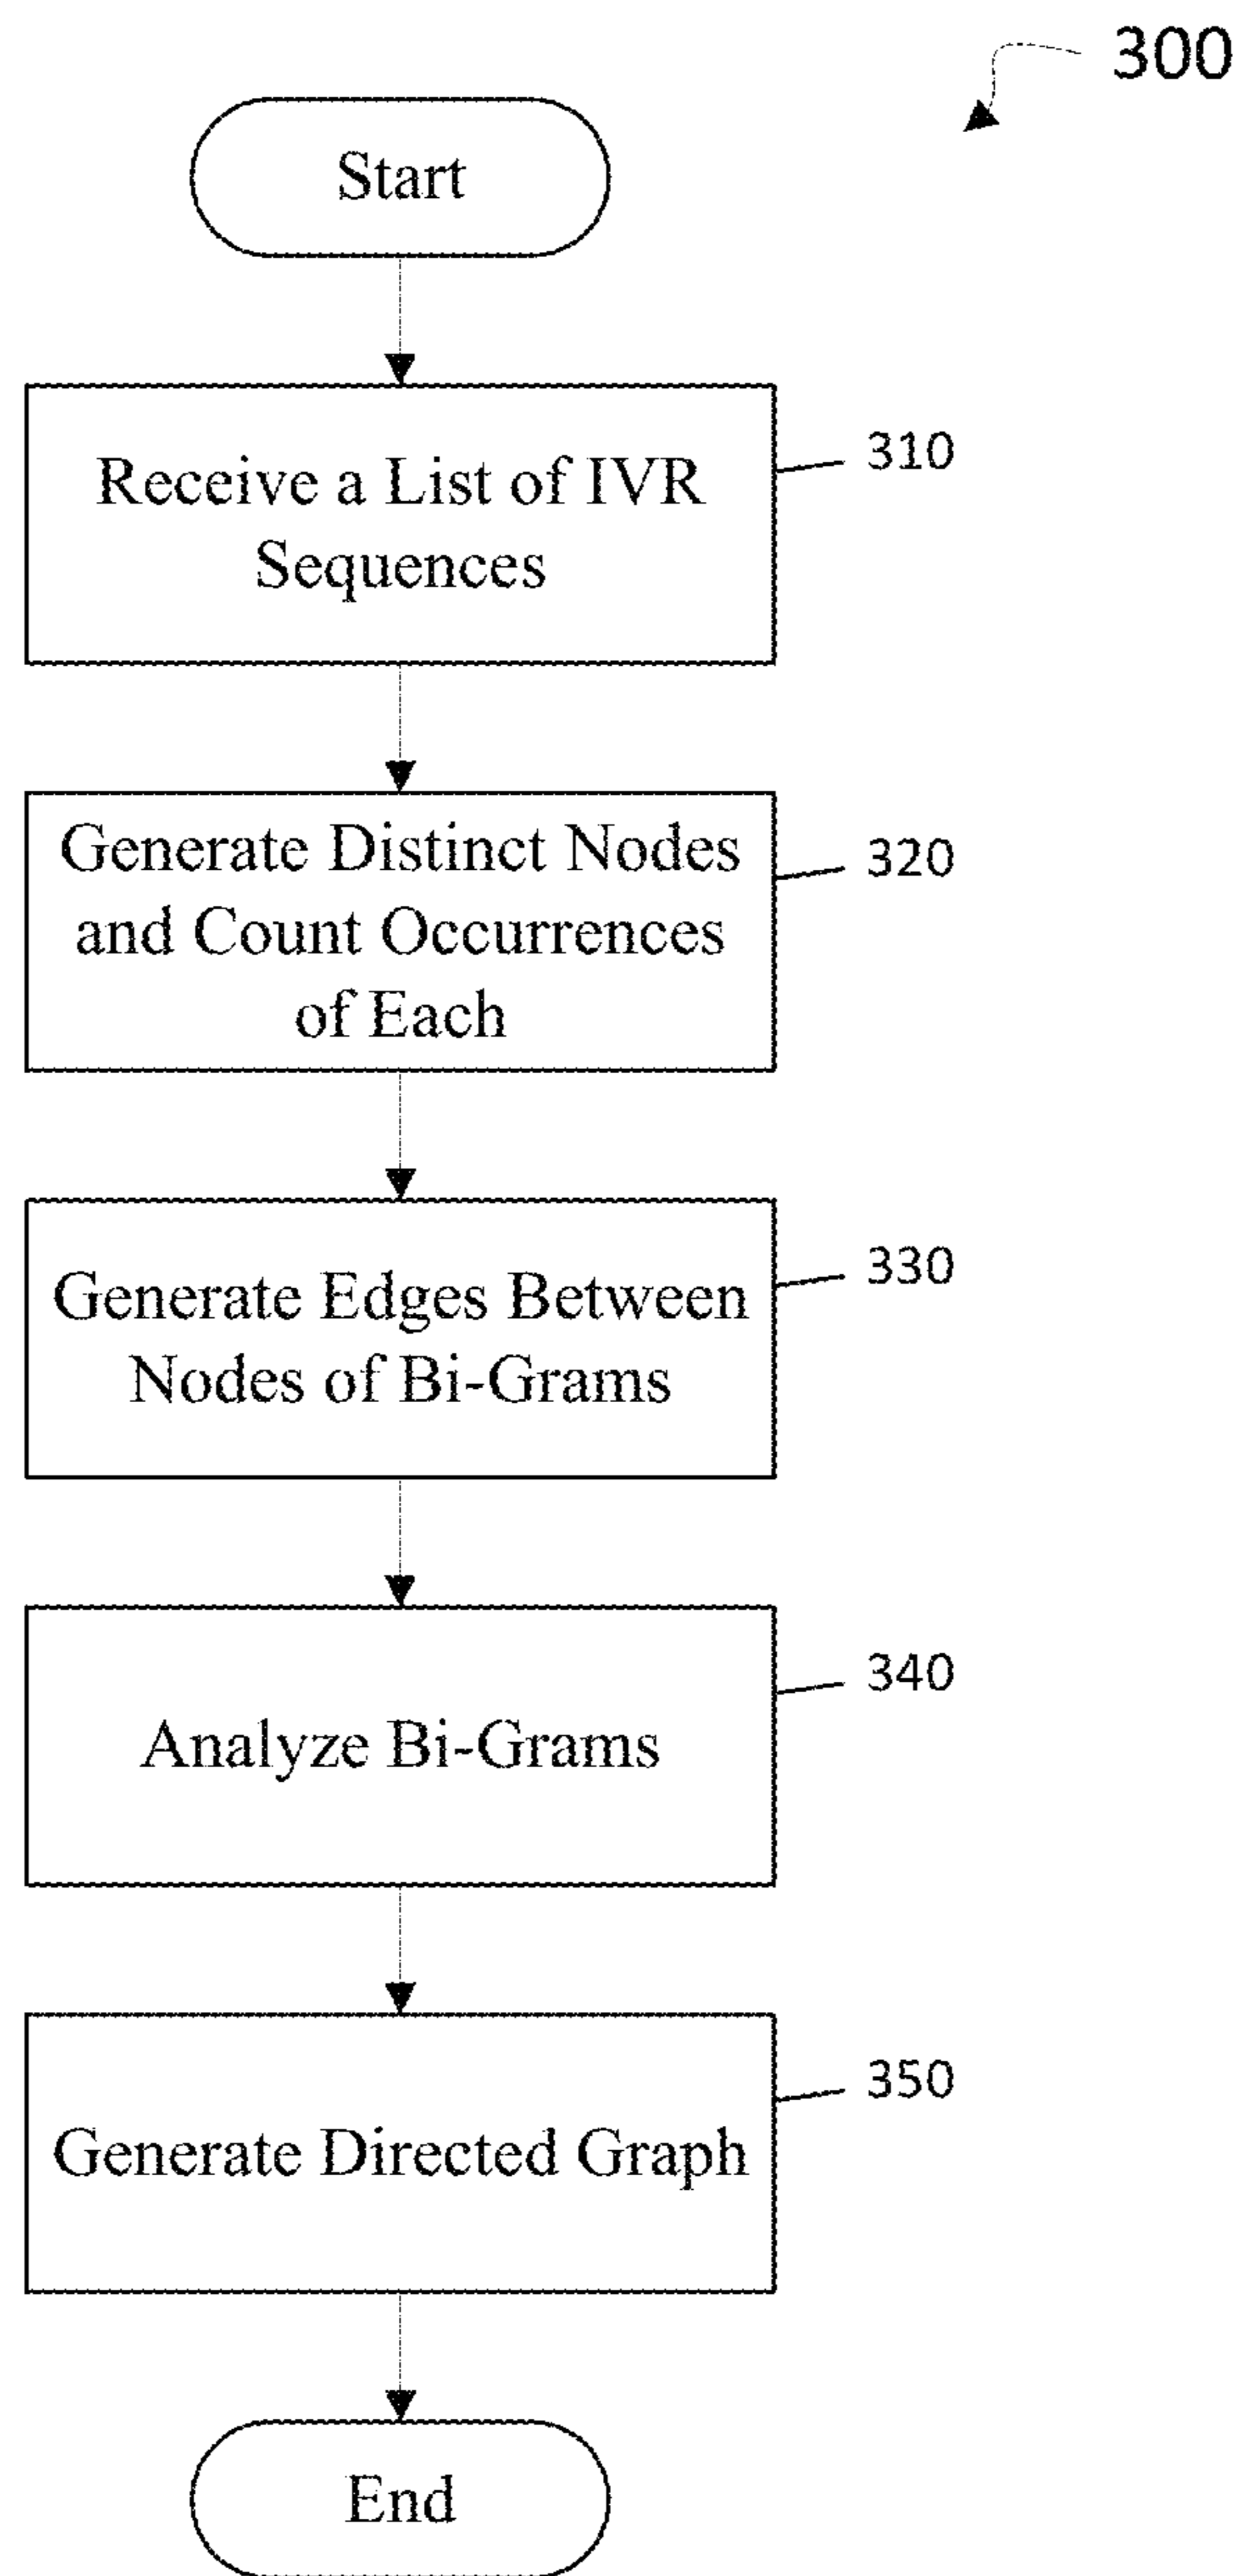 300
Start
Receive a List of IVR
Sequences
310
Generate Distinct Nodes
and Count Occurrences
of Each
320
Generate Edges Between
Nodes of Bi-Grams
330
Analyze Bi-Grams
340
Generate Directed Graph
350
End